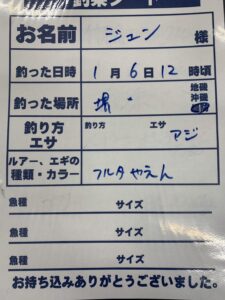 釣果シート
お名前 ジュン 様
釣った日時 1月6日12時頃
釣った場所 堺 地磯 沖磯
釣り方 エサ 釣り方 エサ アジ
ルアー、エギの種類・カラー フルタやえん
魚種 サイズ
魚種 サイズ
魚種 サイズ
お持ち込みありがとうございました。